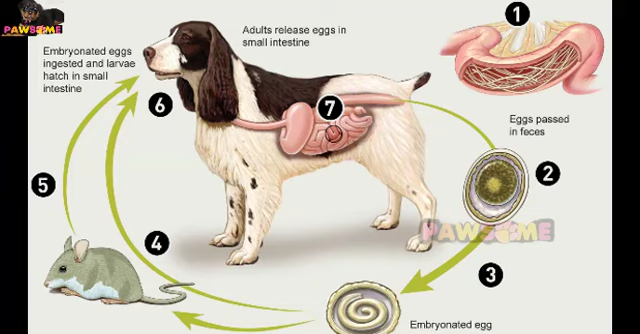 PAWSOME
1
Adults release eggs in
small intestine
Embryonated eggs
ingested and larvae
hatch in small
intestine
6
7
Eggs passed
in feces
2
5
PAWSOME
4
3
Embryonated egg